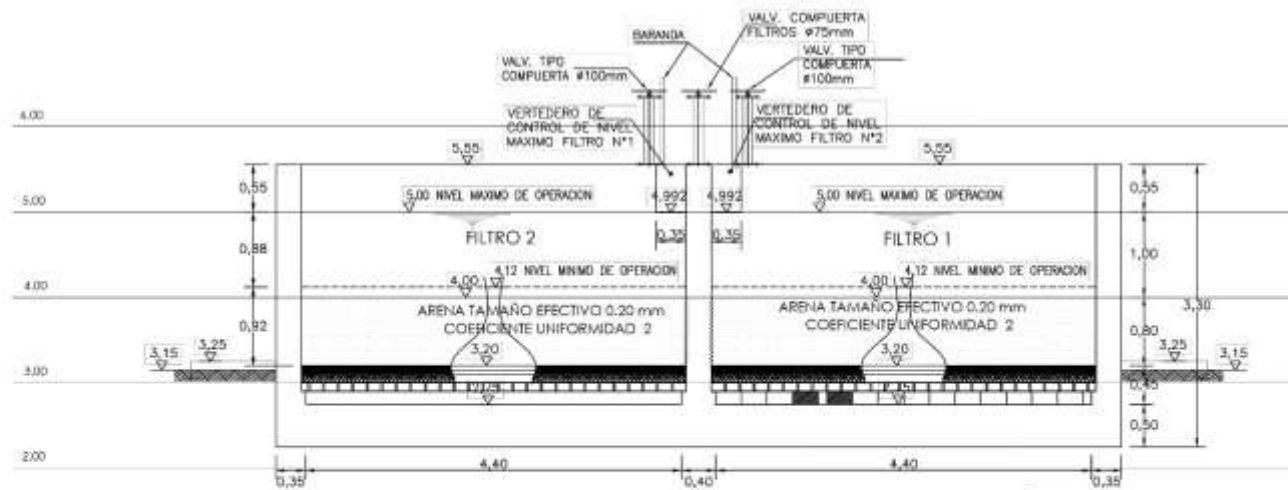 VALV. COMPUERTA
FILTROS ø75mm
BARANDA
VALV. TIPO
COMPUERTA ø100mm
VALV. TIPO
COMPUERTA
ø100mm
VERTEDERO DE
CONTROL DE NIVEL
MAXIMO FILTRO N°1
VERTEDERO DE
CONTROL DE NIVEL
MAXIMO FILTRO N°2
6.00
5,55
5,55
0,55
0,55
5,00 NIVEL MAXIMO DE OPERACION
4,992
4,992
5,00 NIVEL MAXIMO DE OPERACION
5.00
FILTRO 2
0,35
0,35
FILTRO 1
0,88
1,00
4,12 NIVEL MINIMO DE OPERACION
4,12 NIVEL MINIMO DE OPERACION
4,00
4,00
4.00
ARENA TAMAÑO EFECTIVO 0.20 mm
COEFICIENTE UNIFORMIDAD 2
ARENA TAMAÑO EFECTIVO 0.20 mm
COEFICIENTE UNIFORMIDAD 2
3,30
0,92
0,80
3,15
3,25
3,20
3,20
3,25
3,15
3.00
0,45
0,50
2.00
0,35
4,40
0,40
4,40
0,35